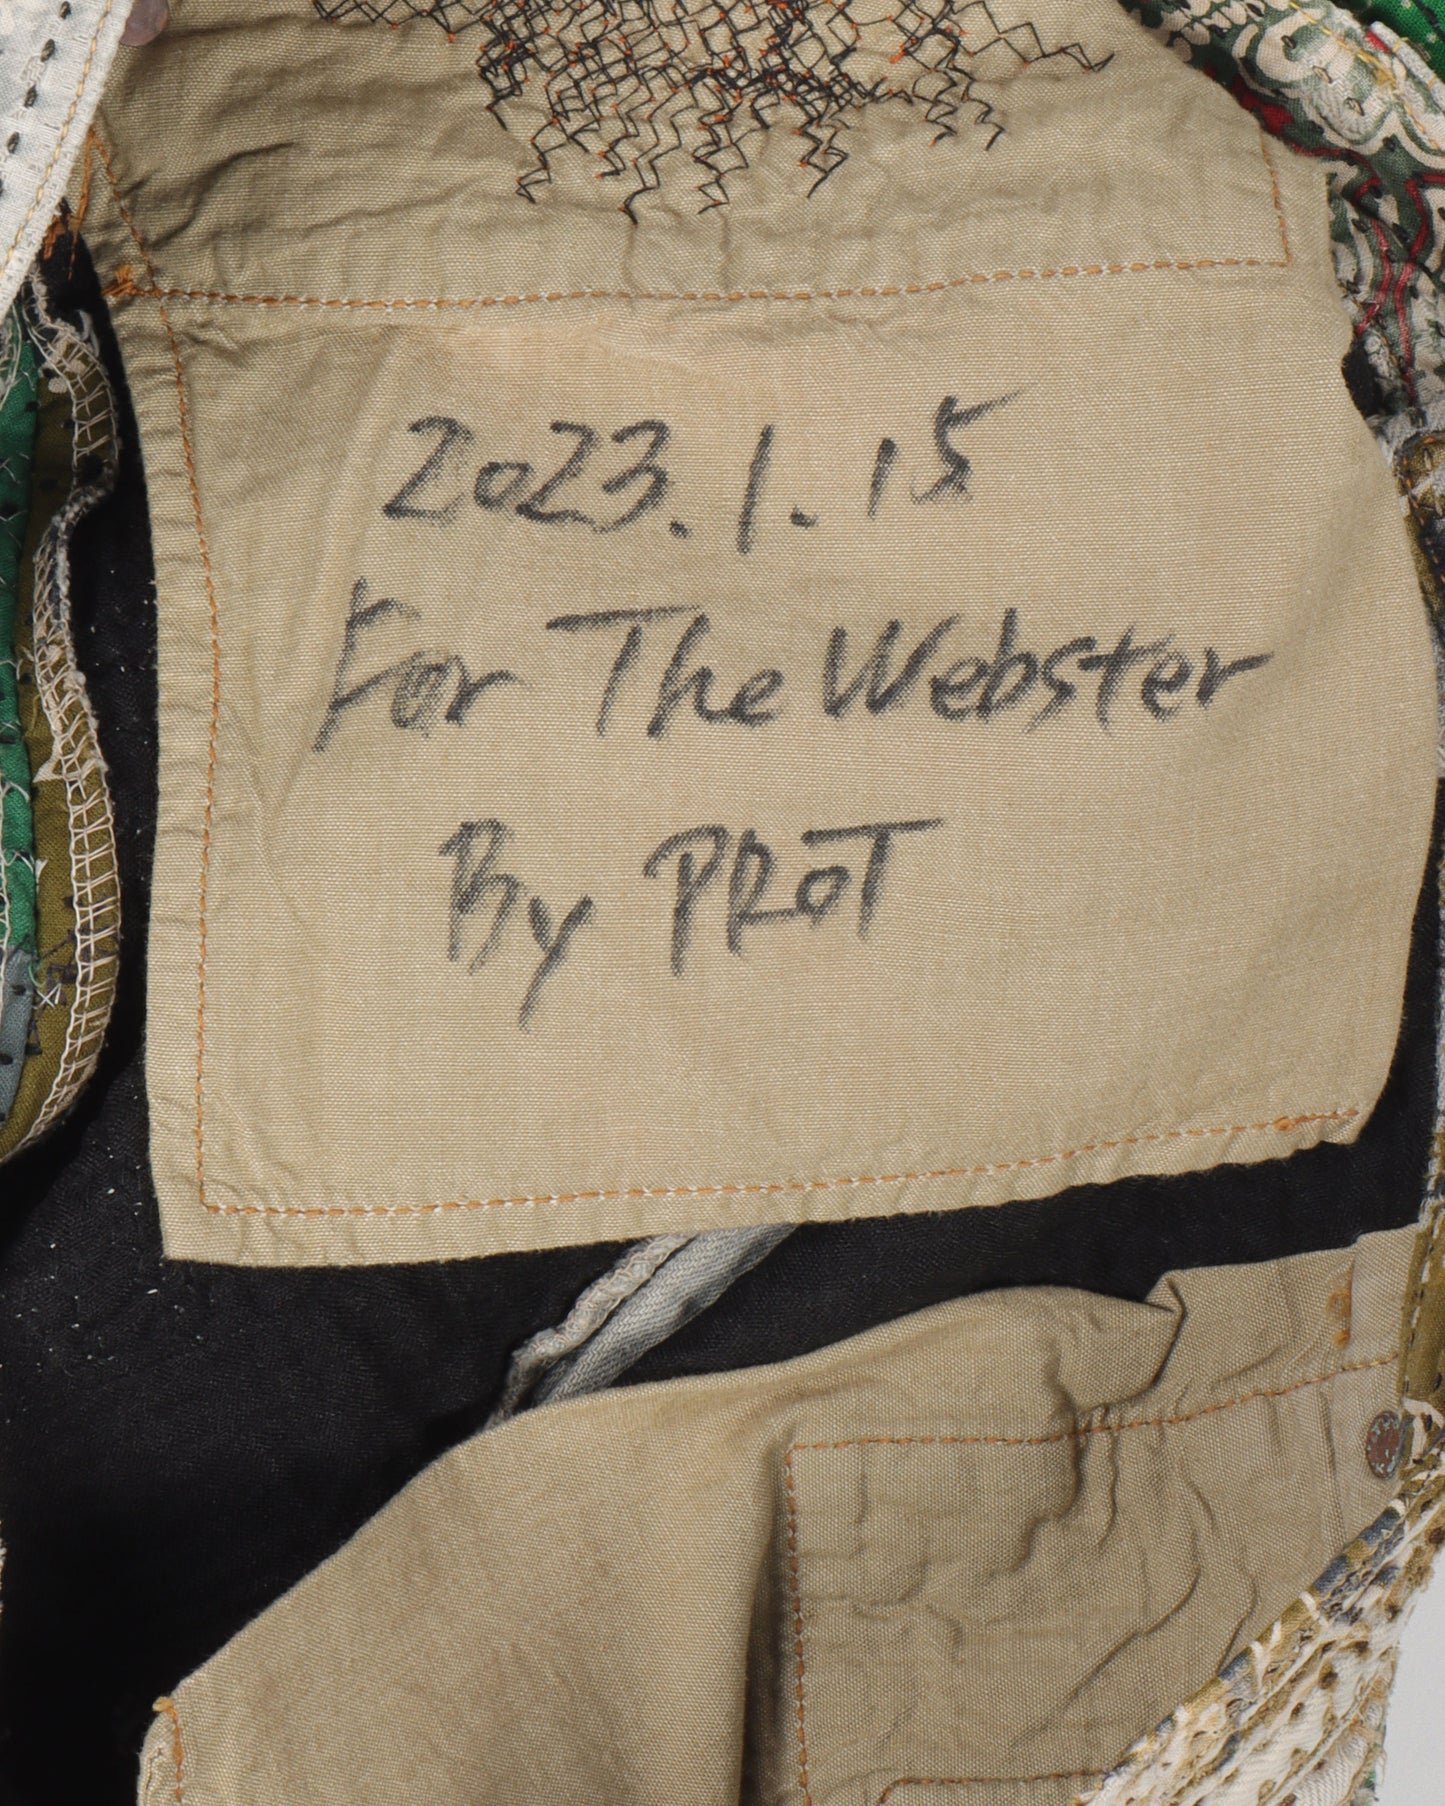 2023.1.15
For The Webster
By PROT